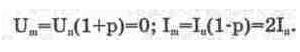 Uₘ=Uₙ(1+p)=0; Iₘ=Iₙ(1-p)=2Iₙ.